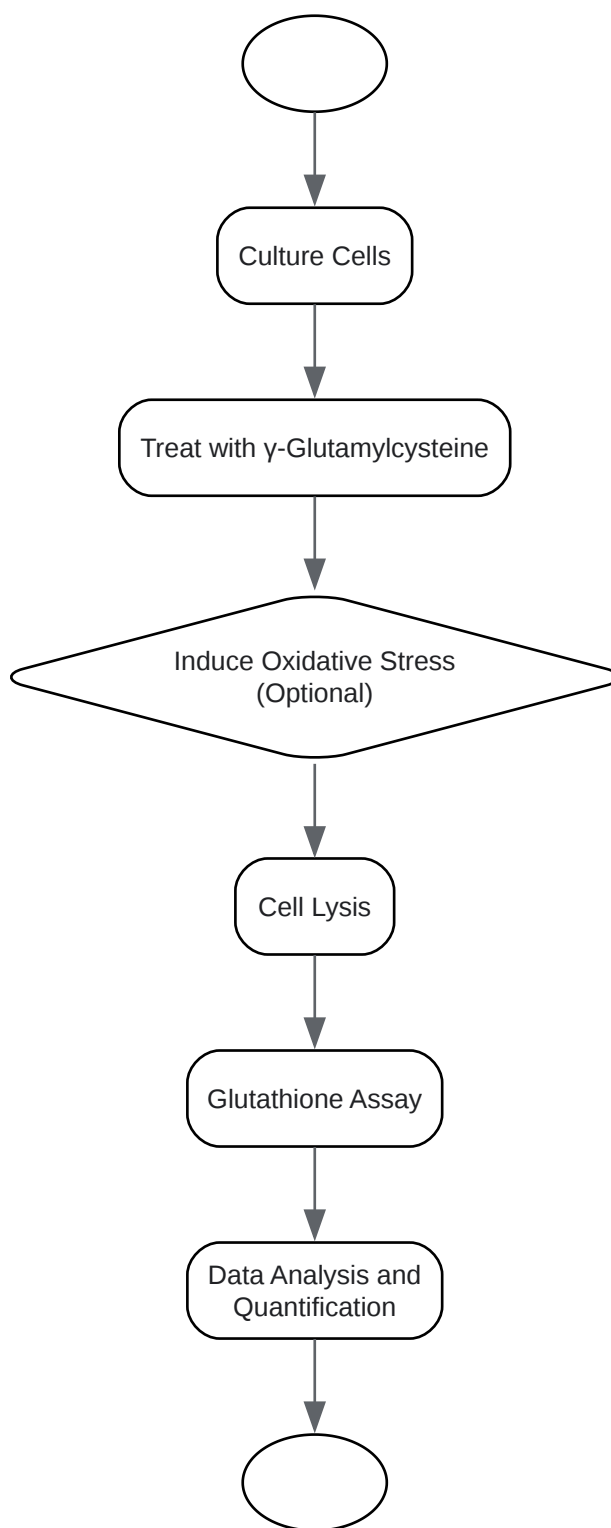 Culture Cells
Treat with γ-Glutamylcysteine
Induce Oxidative Stress
(Optional)
Cell Lysis
Glutathione Assay
Data Analysis and
Quantification